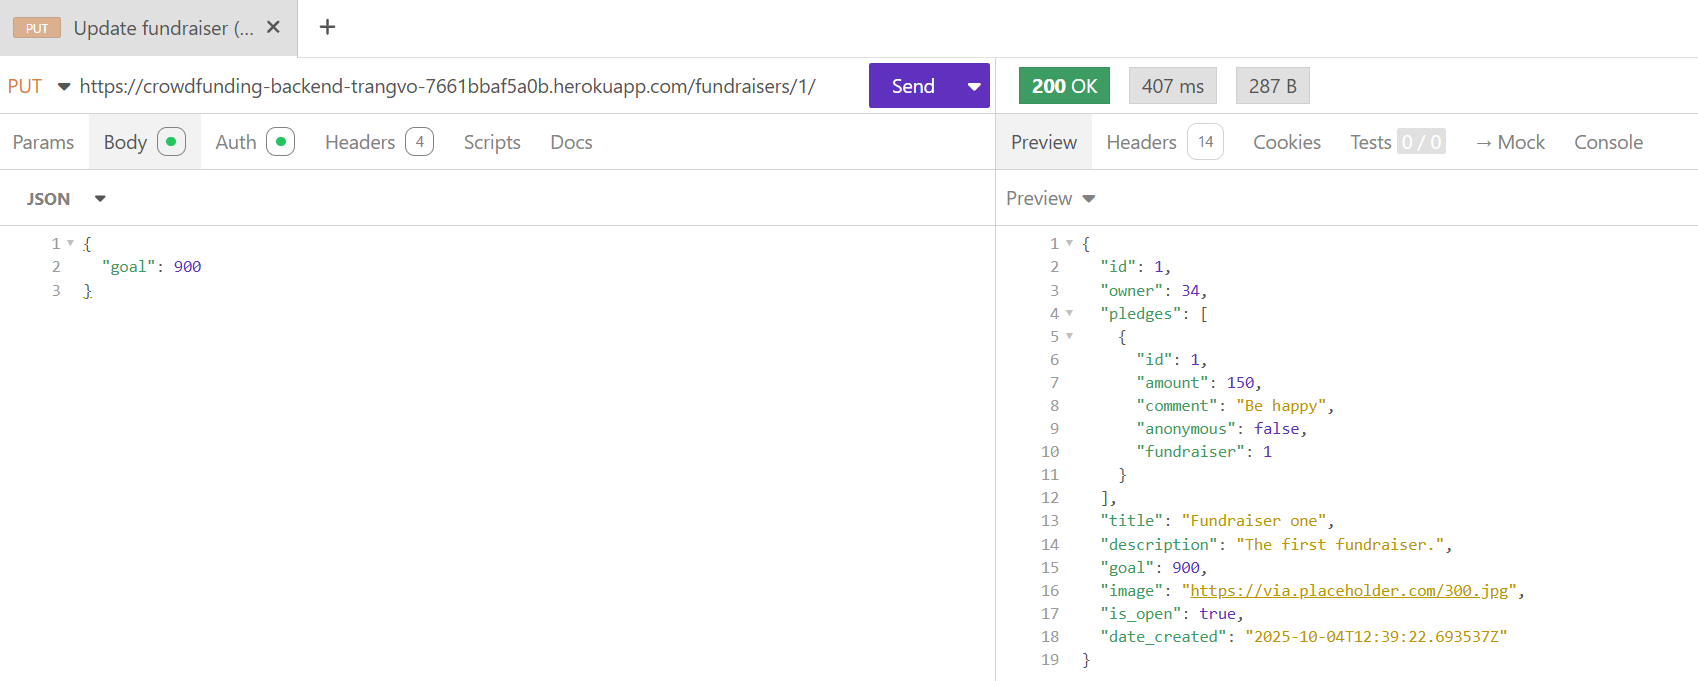 PUT Update fundraiser (...
PUT https://crowdfunding-backend-trangvo-7661bbaf5a0b.herokuapp.com/fundraisers/1/ Send
200 OK 407 ms 287 B
Params Body Auth Headers 4 Scripts Docs
Preview Headers 14 Cookies Tests 0 / 0 → Mock Console
JSON
Preview
1 {
2 "goal": 900
3 }
1 {
2 "id": 1,
3 "owner": 34,
4 "pledges": [
5 {
6 "id": 1,
7 "amount": 150,
8 "comment": "Be happy",
9 "anonymous": false,
10 "fundraiser": 1
11 }
12 ],
13 "title": "Fundraiser one",
14 "description": "The first fundraiser.",
15 "goal": 900,
16 "image": "https://via.placeholder.com/300.jpg",
17 "is_open": true,
18 "date_created": "2025-10-04T12:39:22.693537Z"
19 }